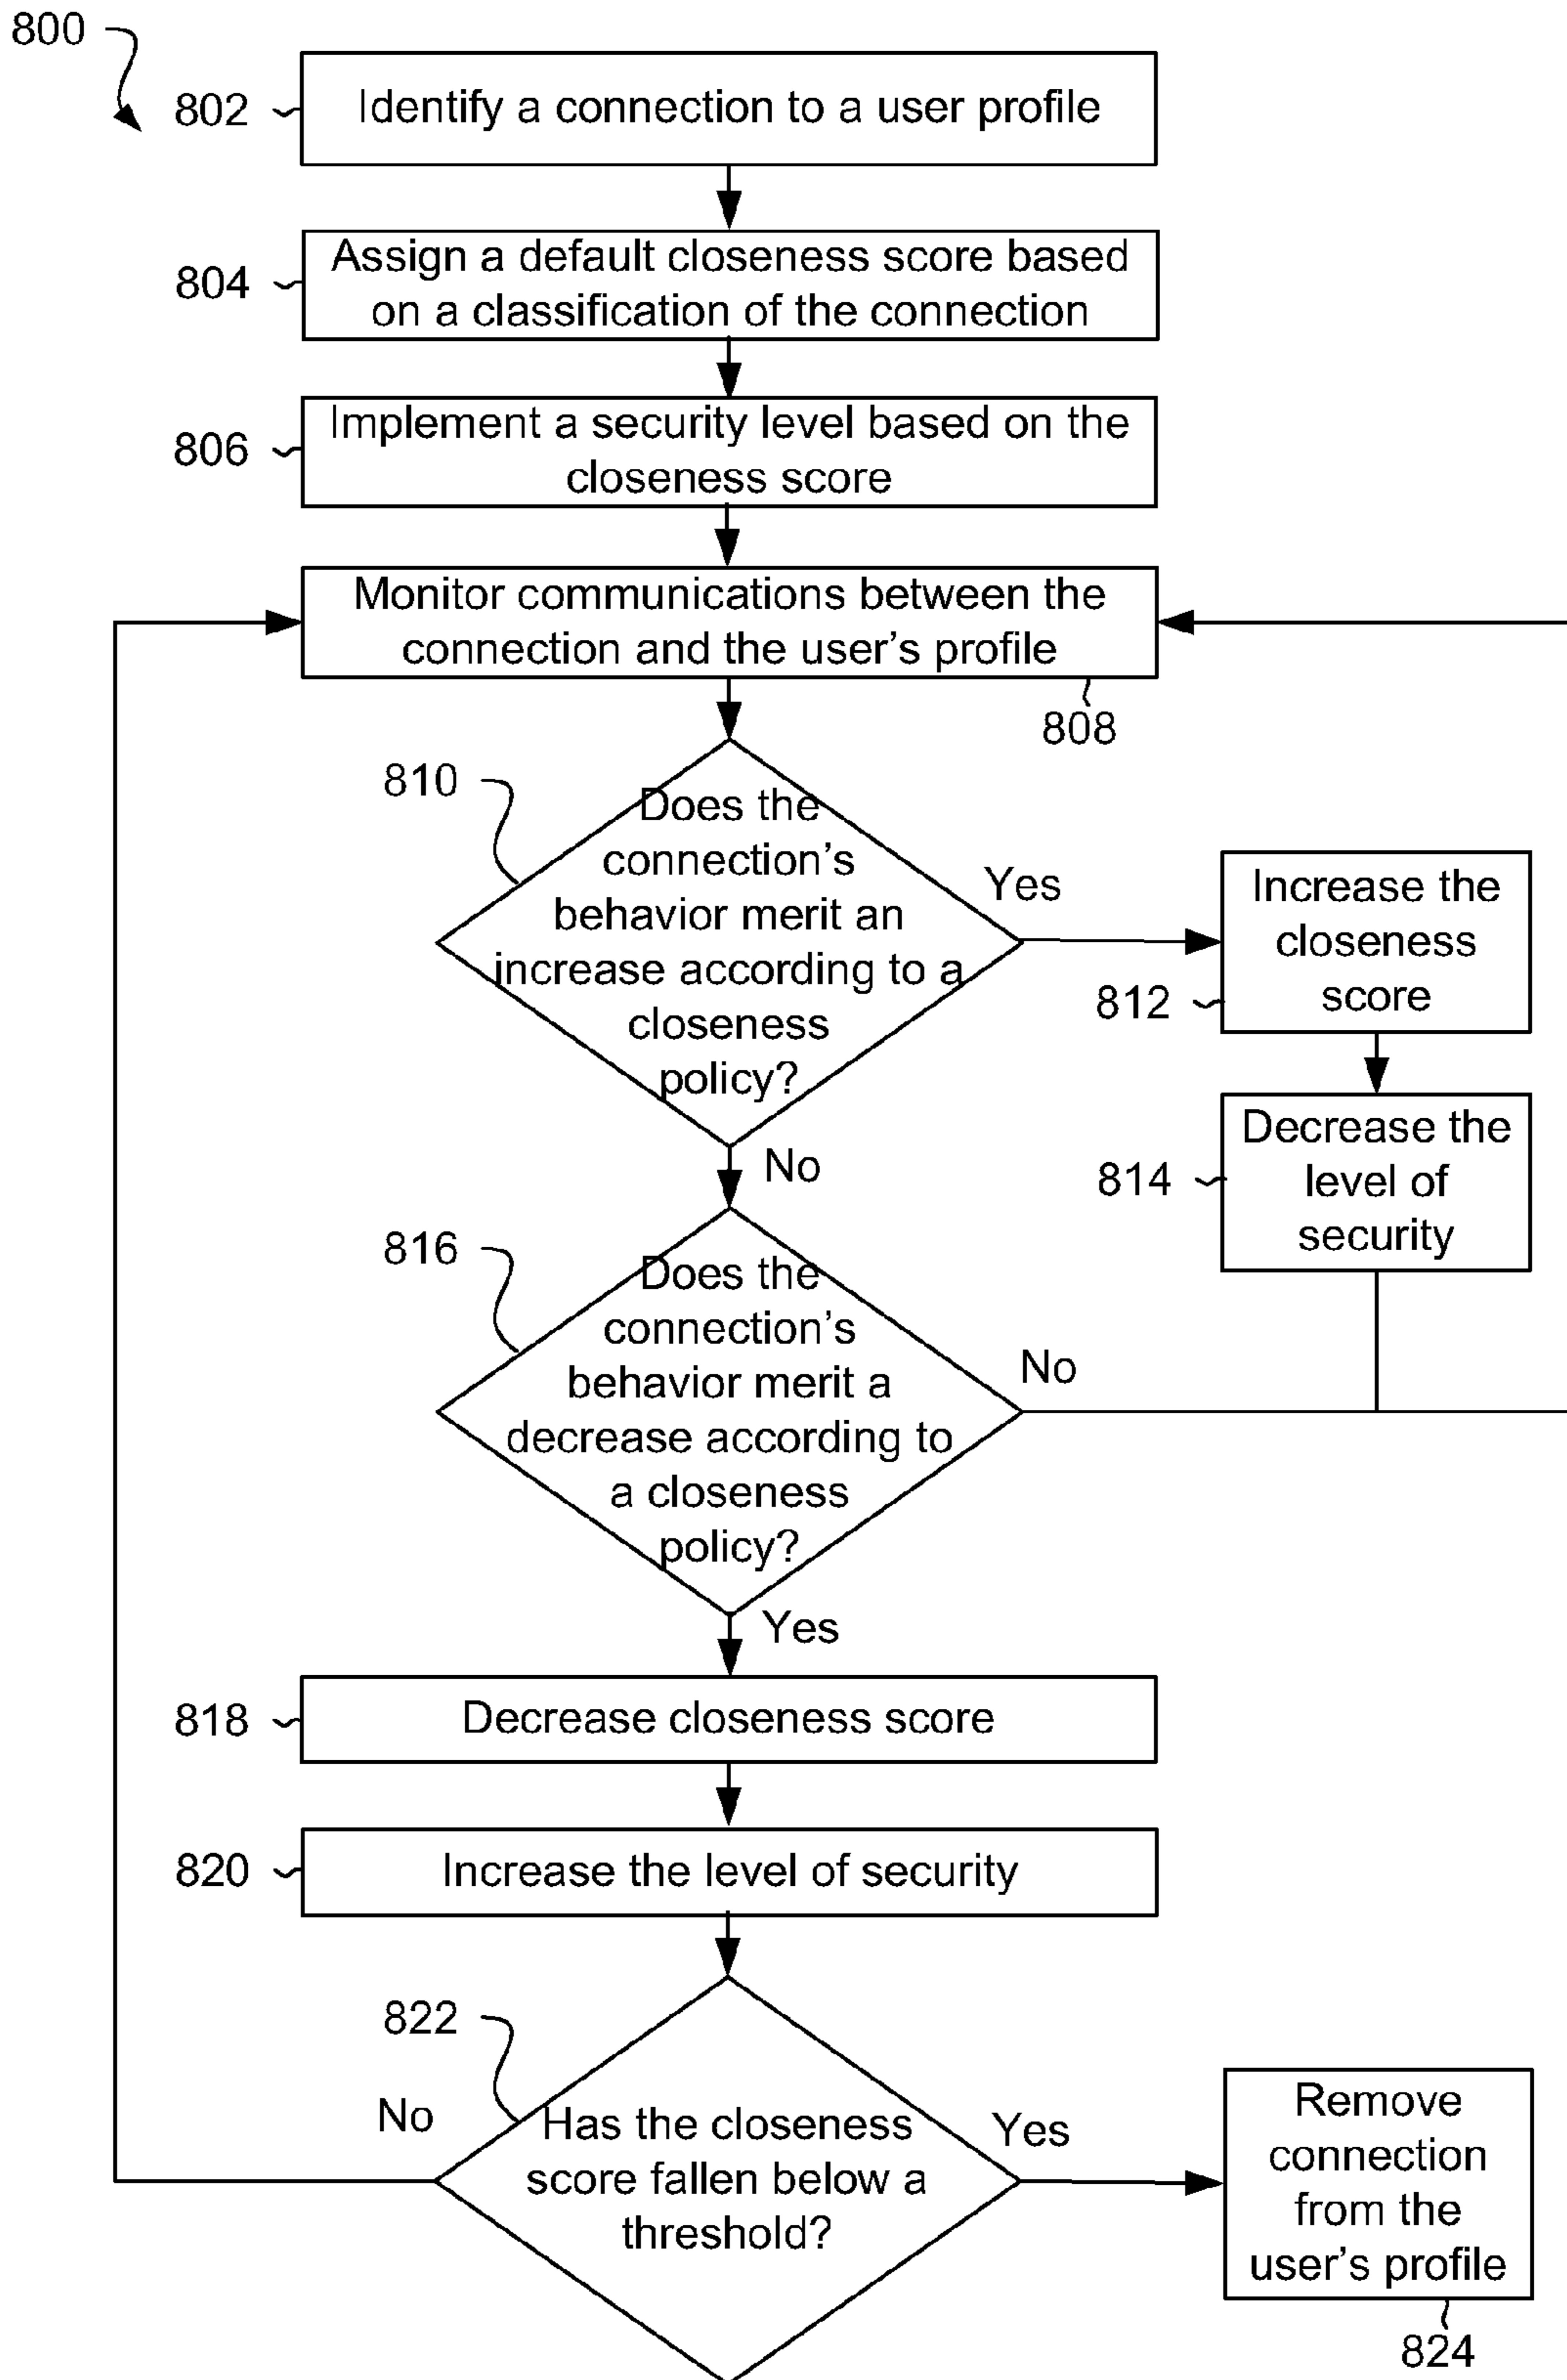 800
802
Identify a connection to a user profile
804
Assign a default closeness score based
on a classification of the connection
806
Implement a security level based on the
closeness score
Monitor communications between the
connection and the user's profile
808
810
Does the
connection's
behavior merit an
increase according to a
closeness
policy?
Yes
Increase the
closeness
score
812
No
814
Decrease the
level of
security
816
Does the
connection's
behavior merit a
decrease according to
a closeness
policy?
No
Yes
818
Decrease closeness score
820
Increase the level of security
822
No
Has the closeness
score fallen below a
threshold?
Yes
Remove
connection
from the
user's profile
824